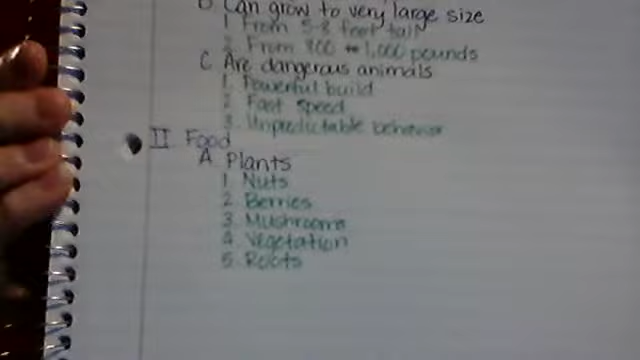 B Can grow to very large size
1. From 5-8 feet tall
2. From 800 to 1,000 pounds
C Are dangerous animals
1. Powerful build
2. Fast speed
3. Unpredictable behavior
II Food
A. Plants
1. Nuts
2. Berries
3. Mushrooms
4. Vegetation
5. Roots